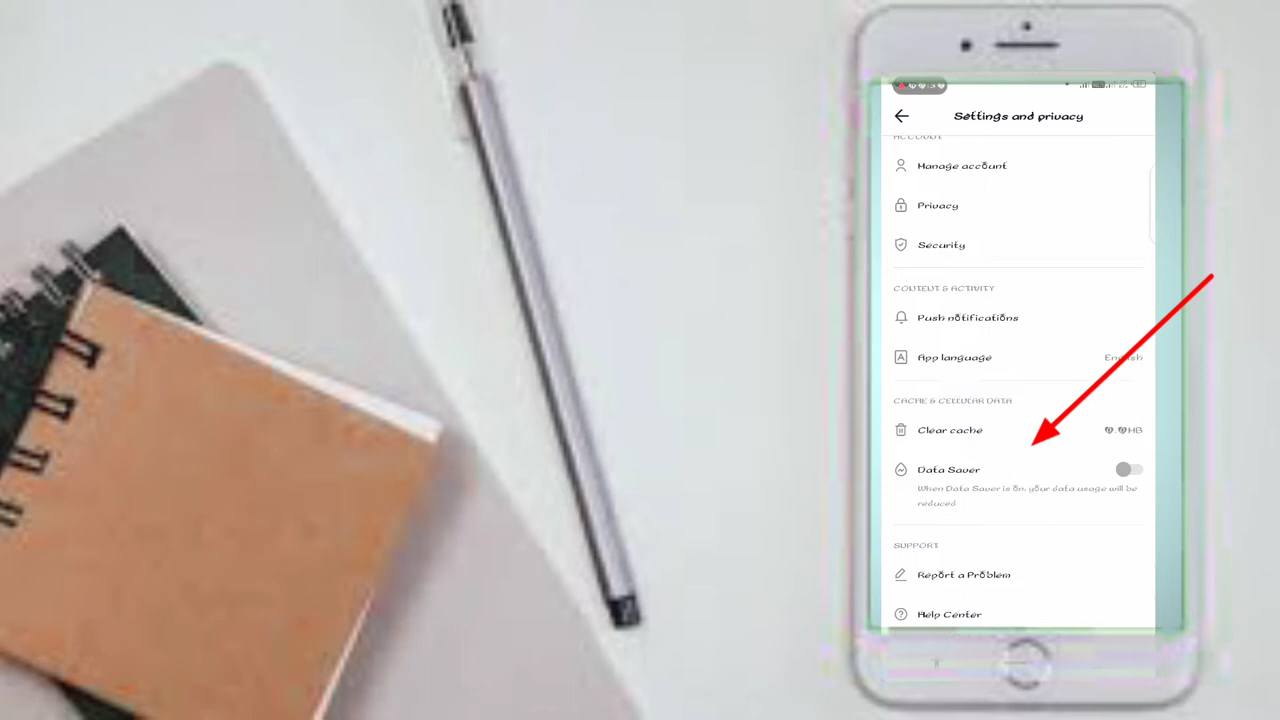 Settings and privacy
ACCOUNT
Manage account
Privacy
Security
CONTENT & ACTIVITY
Push notifications
App language English
CACHE & CELLULAR DATA
Clear cache
Data Saver
When Data Saver is on, your data usage will be
reduced
SUPPORT
Report a Problem
Help Center